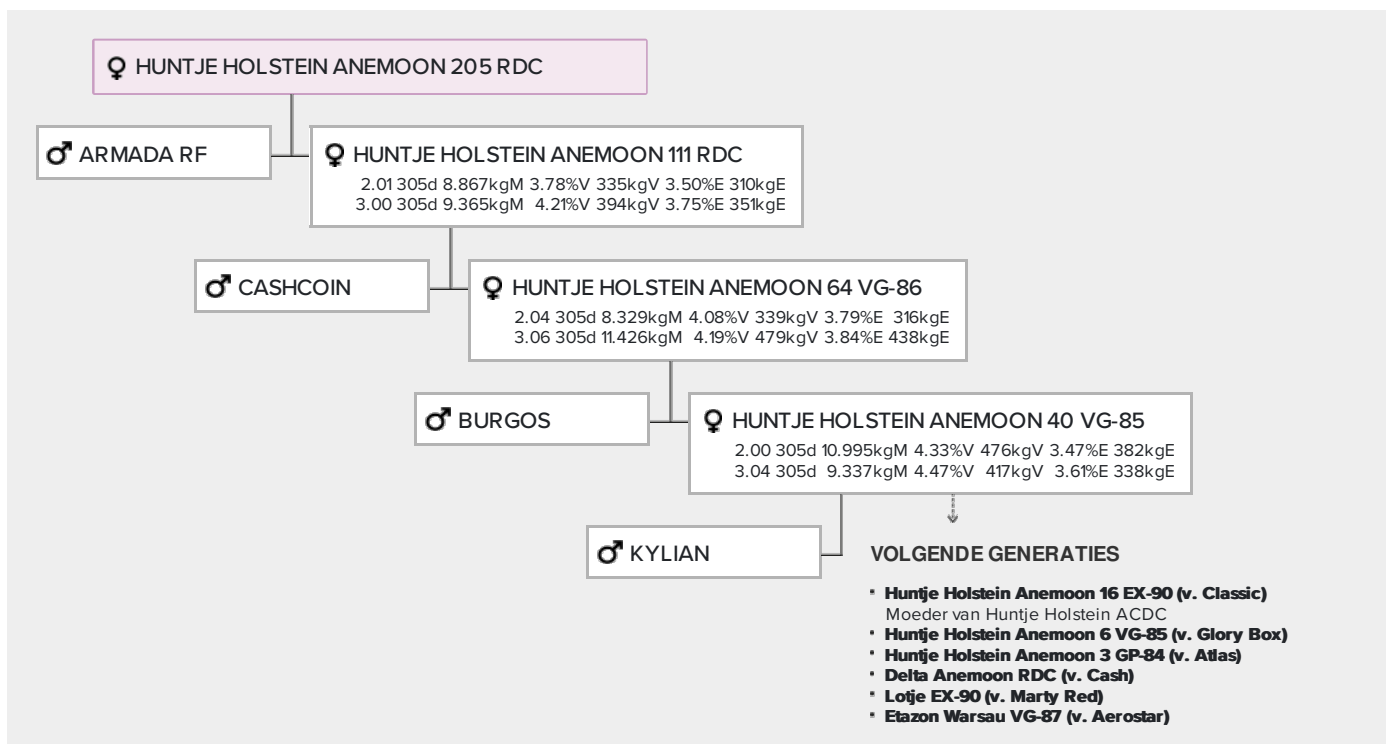 ♀ HUNTJE HOLSTEIN ANEMOON 205 RDC
♂ ARMADA RF
♀ HUNTJE HOLSTEIN ANEMOON 111 RDC
2.01 305d 8.867kgM 3.78%V 335kgV 3.50%E 310kgE
3.00 305d 9.365kgM 4.21%V 394kgV 3.75%E 351kgE
♂ CASHCOIN
♀ HUNTJE HOLSTEIN ANEMOON 64 VG-86
2.04 305d 8.329kgM 4.08%V 339kgV 3.79%E 316kgE
3.06 305d 11.426kgM 4.19%V 479kgV 3.84%E 438kgE
♂ BURGOS
♀ HUNTJE HOLSTEIN ANEMOON 40 VG-85
2.00 305d 10.995kgM 4.33%V 476kgV 3.47%E 382kgE
3.04 305d 9.337kgM 4.47%V 417kgV 3.61%E 338kgE
♂ KYLIAN
VOLGENDE GENERATIES
· Huntje Holstein Anemoon 16 EX-90 (v. Classic)
Moeder van Huntje Holstein ACDC
· Huntje Holstein Anemoon 6 VG-85 (v. Glory Box)
· Huntje Holstein Anemoon 3 GP-84 (v. Atlas)
· Delta Anemoon RDC (v. Cash)
· Lotje EX-90 (v. Marty Red)
· Etazon Warsau VG-87 (v. Aerostar)